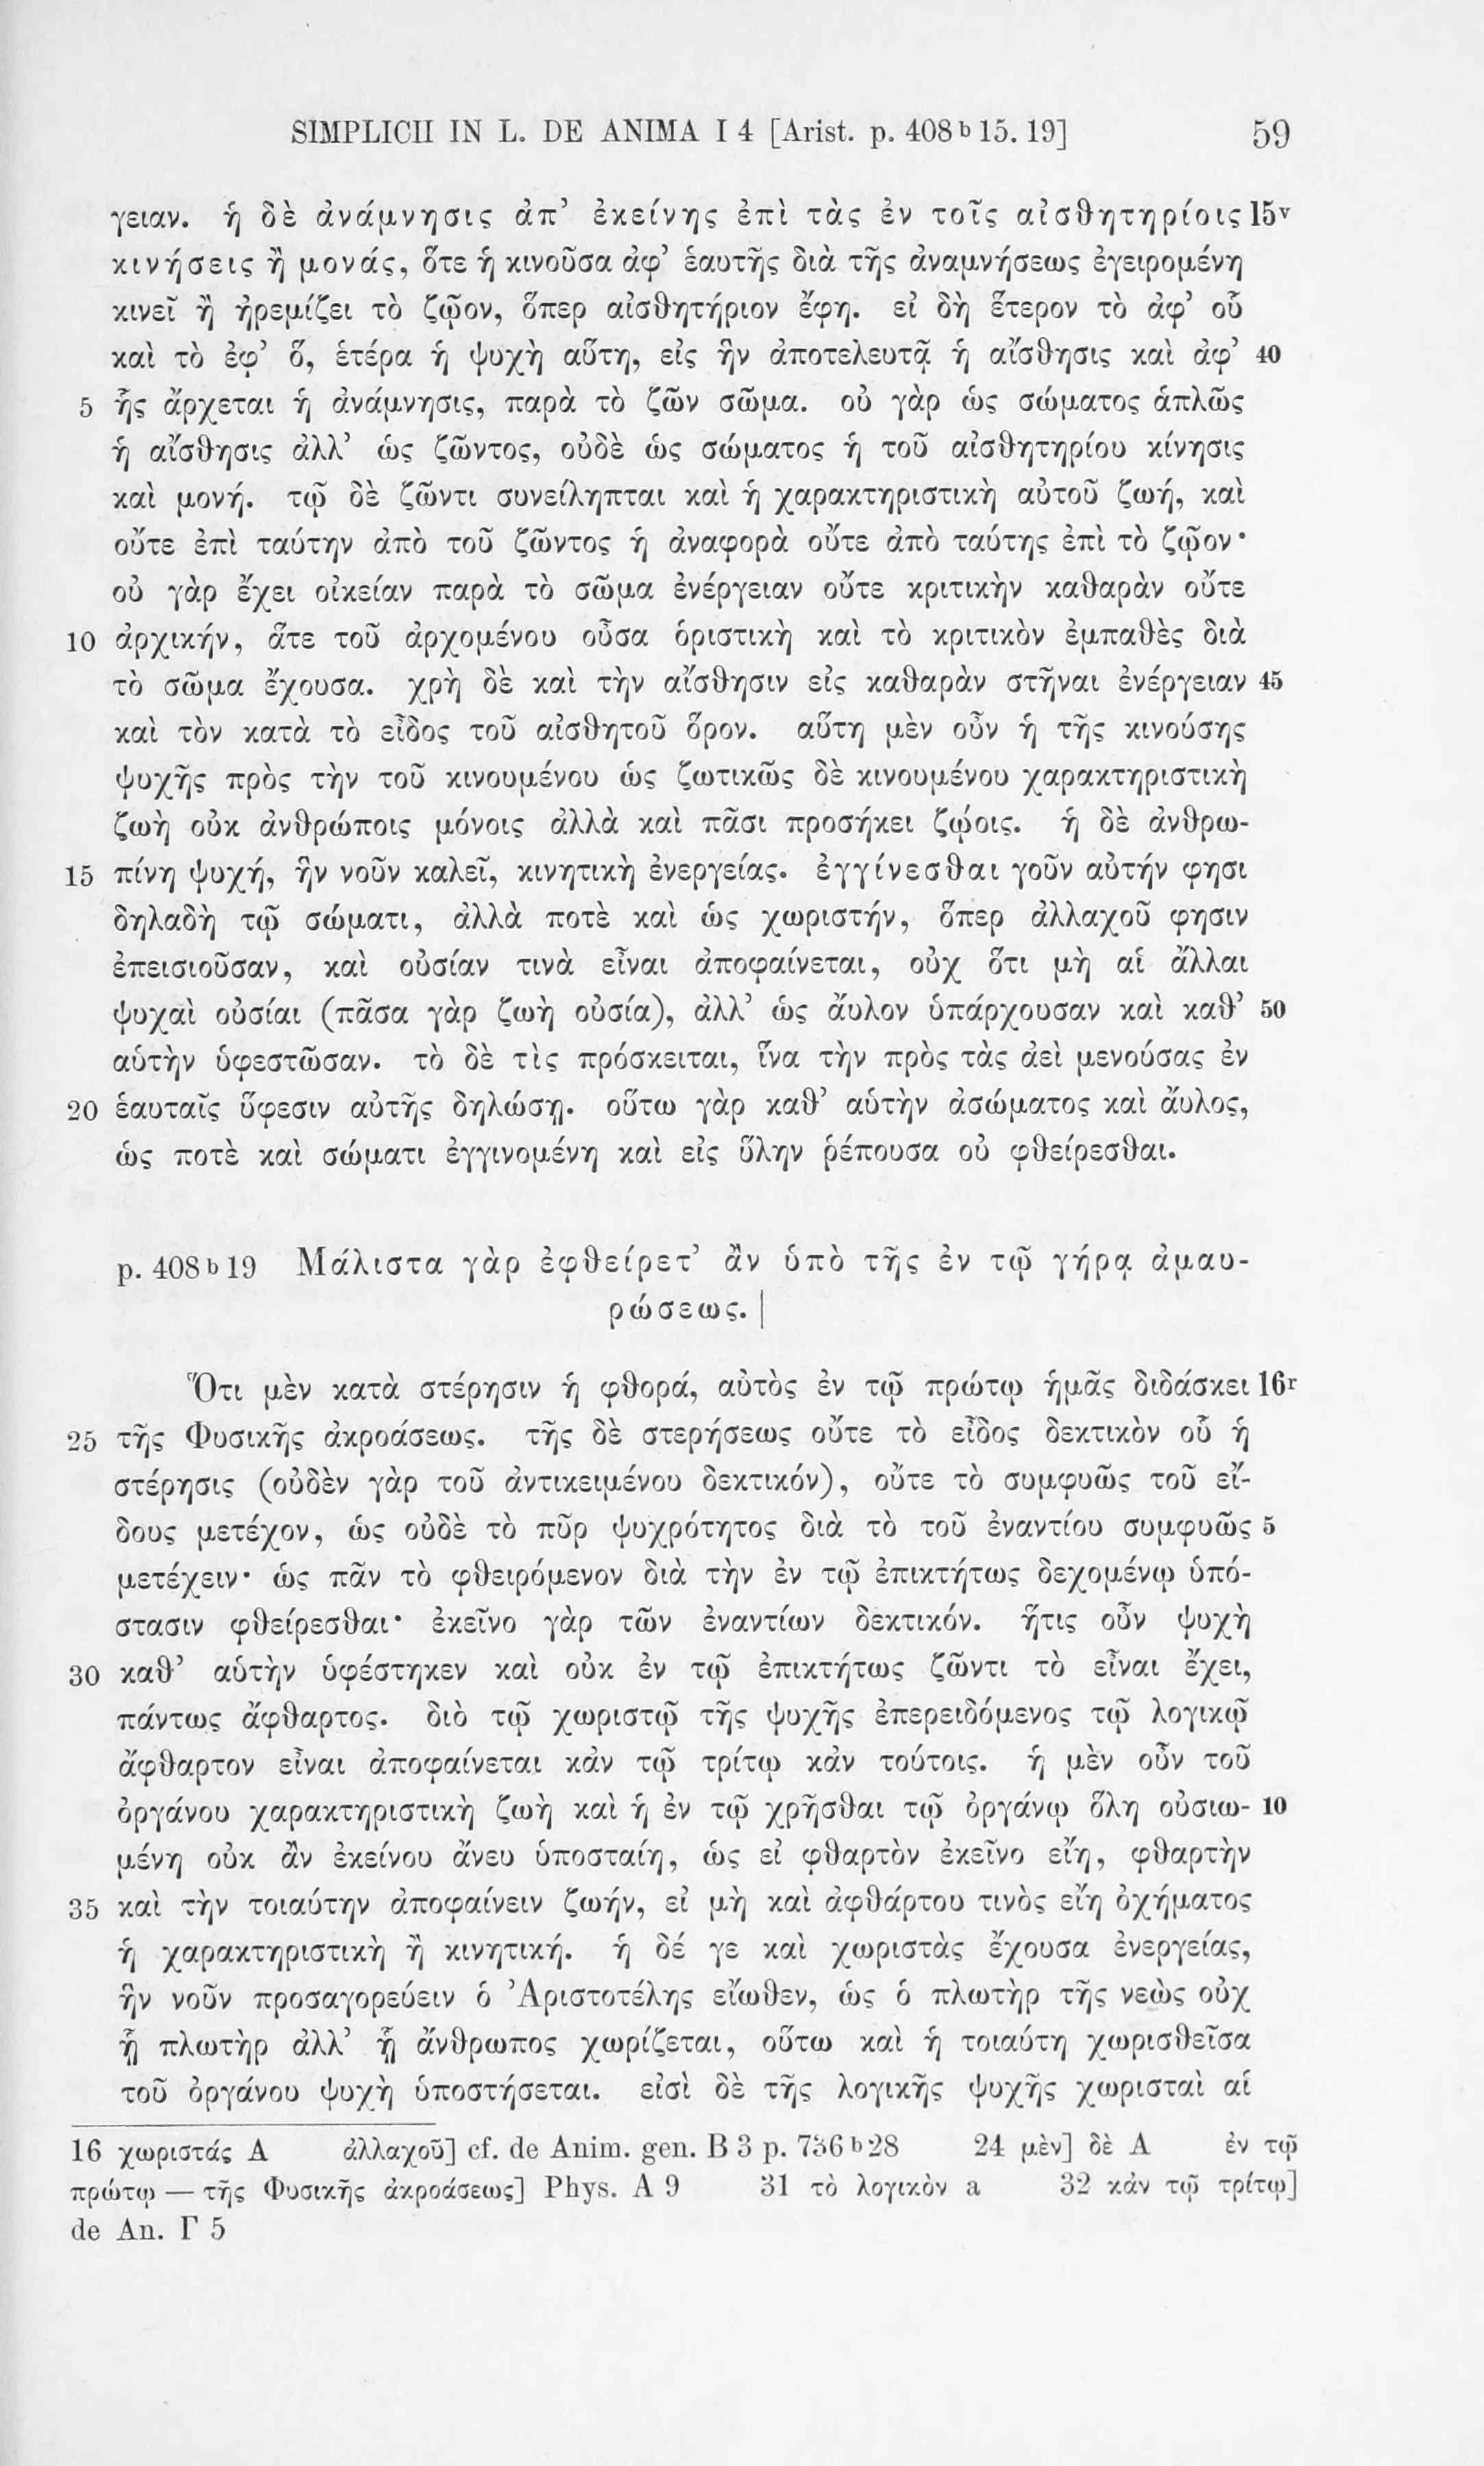 SIMPLICII IN L. DE ANIMA I 4 [Arist. p. 408 b 15. 19] 59
γειαν. ἡ δὲ ἀνάμνησις ἀπ’ ἐκείνης ἐπὶ τὰς ἐν τοῖς αἰσθητηρίοις 15v
κινήσεις ἢ μονάς, ὅτε ἡ κινοῦσα ἀφ’ ἑαυτῆς διὰ τῆς ἀναμνήσεως ἐγειρομένη
κινεῖ ἢ ἠρεμίζει τὸ ζῷον, ὅπερ αἰσθητήριον ἔφη. εἰ δὴ ἕτερον τὸ ἀφ’ οὗ
καὶ τὸ ἐφ’ ὅ, ἑτέρα ἡ ψυχὴ αὕτη, εἰς ἣν ἀποτελευτᾷ ἡ αἴσθησις καὶ ἀφ’ 40
5 ἧς ἄρχεται ἡ ἀνάμνησις, παρὰ τὸ ζῶν σῶμα. οὐ γὰρ ὡς σώματος ἁπλῶς
ἡ αἴσθησις ἀλλ’ ὡς ζῶντος, οὐδὲ ὡς σώματος ἡ τοῦ αἰσθητηρίου κίνησις
καὶ μονή. τῷ δὲ ζῶντι συνείληπται καὶ ἡ χαρακτηριστικὴ αὐτοῦ ζωή, καὶ
οὔτε ἐπὶ ταύτην ἀπὸ τοῦ ζῶντος ἡ ἀναφορὰ οὔτε ἀπὸ ταύτης ἐπὶ τὸ ζῷον·
οὐ γὰρ ἔχει οἰκείαν παρὰ τὸ σῶμα ἐνέργειαν οὔτε κριτικὴν καθαρὰν οὔτε
10 ἀρχικήν, ἅτε τοῦ ἀρχομένου οὖσα ὁριστικὴ καὶ τὸ κριτικὸν ἐμπαθὲς διὰ
τὸ σῶμα ἔχουσα. χρὴ δὲ καὶ τὴν αἴσθησιν εἰς καθαρὰν στῆναι ἐνέργειαν 45
καὶ τὸν κατὰ τὸ εἶδος τοῦ αἰσθητοῦ ὅρον. αὕτη μὲν οὖν ἡ τῆς κινούσης
ψυχῆς πρὸς τὴν τοῦ κινουμένου ὡς ζωτικῶς δὲ κινουμένου χαρακτηριστικὴ
ζωὴ οὐκ ἀνθρώποις μόνοις ἀλλὰ καὶ πᾶσι προσήκει ζῴοις. ἡ δὲ ἀνθρω-
15 πίνη ψυχή, ἣν νοῦν καλεῖ, κινητικὴ ἐνεργείας. ἐγγίνεσθαι γοῦν αὐτήν φησι
δηλαδὴ τῷ σώματι, ἀλλὰ ποτὲ καὶ ὡς χωριστήν, ὅπερ ἀλλαχοῦ φησιν
ἐπεισιοῦσαν, καὶ οὐσίαν τινὰ εἶναι ἀποφαίνεται, οὐχ ὅτι μὴ αἱ ἄλλαι
ψυχαὶ οὐσίαι (πᾶσα γὰρ ζωὴ οὐσία), ἀλλ’ ὡς ἄυλον ὑπάρχουσαν καὶ καθ’ 50
αὑτὴν ὑφεστῶσαν. τὸ δὲ τὶς πρόσκειται, ἵνα τὴν πρὸς τὰς ἀεὶ μενούσας ἐν
20 ἑαυταῖς ὕφεσιν αὐτῆς δηλώσῃ. οὕτω γὰρ καθ’ αὑτὴν ἀσώματος καὶ ἄυλος,
ὡς ποτὲ καὶ σώματι ἐγγινομένη καὶ εἰς ὕλην ῥέπουσα οὐ φθείρεσθαι.
p. 408 b 19 Μάλιστα γὰρ ἐφθείρετ’ ἂν ὑπὸ τῆς ἐν τῷ γήρᾳ ἀμαυ-
ρώσεως. |
Ὅτι μὲν κατὰ στέρησιν ἡ φθορά, αὐτὸς ἐν τῷ πρώτῳ ἡμᾶς διδάσκει 16r
25 τῆς Φυσικῆς ἀκροάσεως. τῆς δὲ στερήσεως οὔτε τὸ εἶδος δεκτικὸν οὗ ἡ
στέρησις (οὐδὲν γὰρ τοῦ ἀντικειμένου δεκτικόν), οὔτε τὸ συμφυῶς τοῦ εἴ-
δους μετέχον, ὡς οὐδὲ τὸ πῦρ ψυχρότητος διὰ τὸ τοῦ ἐναντίου συμφυῶς 5
μετέχειν· ὡς πᾶν τὸ φθειρόμενον διὰ τὴν ἐν τῷ ἐπικτήτως δεχομένῳ ὑπό-
στασιν φθείρεσθαι· ἐκεῖνο γὰρ τῶν ἐναντίων δεκτικόν. ἥτις οὖν ψυχὴ
30 καθ’ αὑτὴν ὑφέστηκεν καὶ οὐκ ἐν τῷ ἐπικτήτως ζῶντι τὸ εἶναι ἔχει,
πάντως ἄφθαρτος. διὸ τῷ χωριστῷ τῆς ψυχῆς ἐπερειδόμενος τῷ λογικῷ
ἄφθαρτον εἶναι ἀποφαίνεται κἀν τῷ τρίτῳ κἀν τούτοις. ἡ μὲν οὖν τοῦ
ὀργάνου χαρακτηριστικὴ ζωὴ καὶ ἡ ἐν τῷ χρῆσθαι τῷ ὀργάνῳ ὅλη οὐσιω- 10
μένη οὐκ ἂν ἐκείνου ἄνευ ὑποσταίη, ὡς εἰ φθαρτὸν ἐκεῖνο εἴη, φθαρτὴν
35 καὶ τὴν τοιαύτην ἀποφαίνειν ζωήν, εἰ μὴ καὶ ἀφθάρτου τινὸς εἴη ὀχήματος
ἡ χαρακτηριστικὴ ἢ κινητική. ἡ δέ γε καὶ χωριστὰς ἔχουσα ἐνεργείας,
ἣν νοῦν προσαγορεύειν ὁ Ἀριστοτέλης εἴωθεν, ὡς ὁ πλωτὴρ τῆς νεὼς οὐχ
ᾗ πλωτὴρ ἀλλ’ ᾗ ἄνθρωπος χωρίζεται, οὕτω καὶ ἡ τοιαύτη χωρισθεῖσα
τοῦ ὀργάνου ψυχὴ ὑποστήσεται. εἰσὶ δὲ τῆς λογικῆς ψυχῆς χωρισταὶ αἱ
16 χωριστάς A ἀλλαχοῦ] cf. de Anim. gen. B 3 p. 736 b 28 24 μὲν] δὲ A ἐν τῷ
πρώτῳ — τῆς Φυσικῆς ἀκροάσεως] Phys. A 9 31 τὸ λογικὸν a 32 κἀν τῷ τρίτῳ]
de An. Γ 5